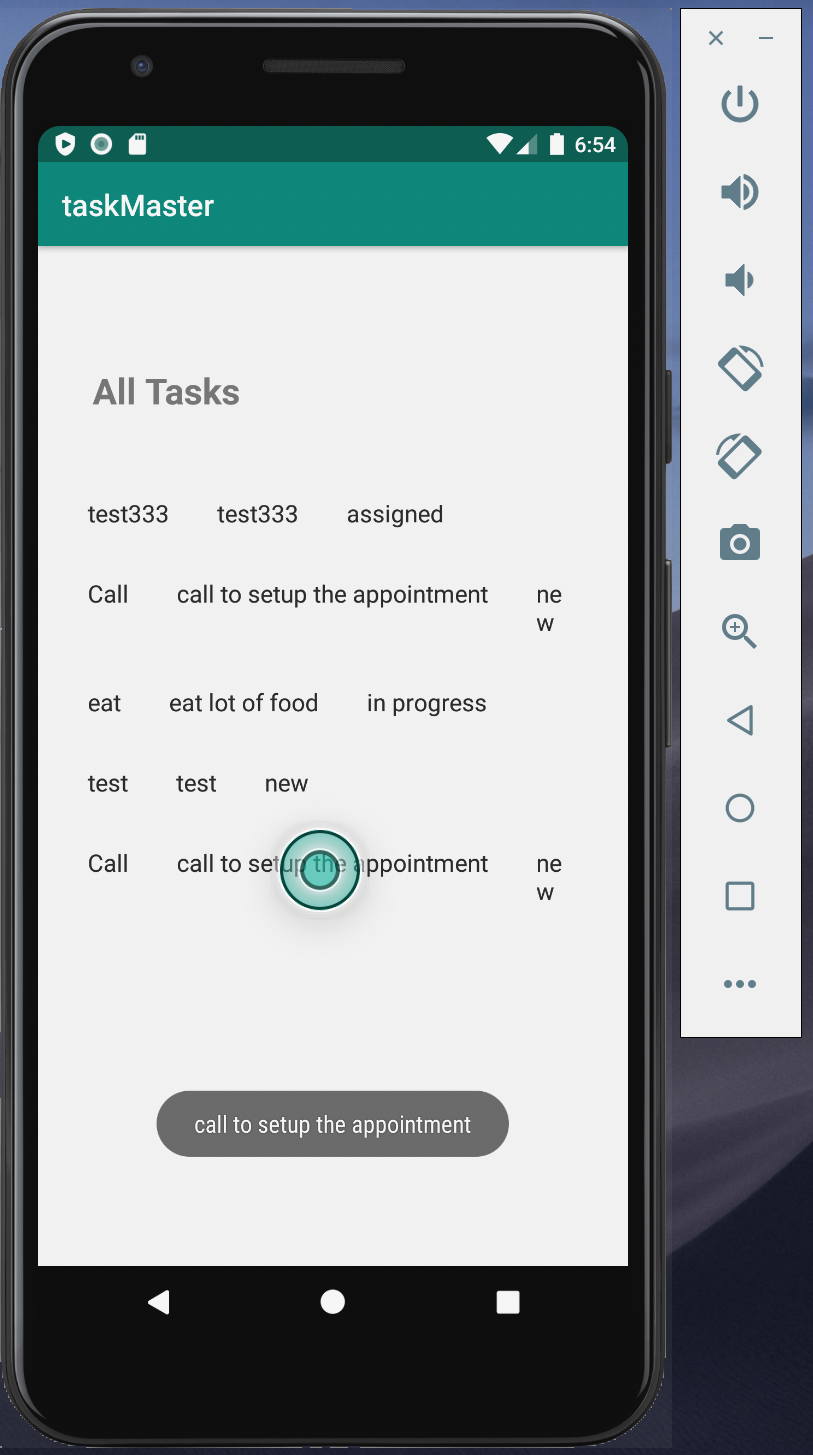 6:54
taskMaster
All Tasks
test333 test333 assigned
Call call to setup the appointment ne
w
eat eat lot of food in progress
test test new
Call call to setup the appointment ne
w
call to setup the appointment